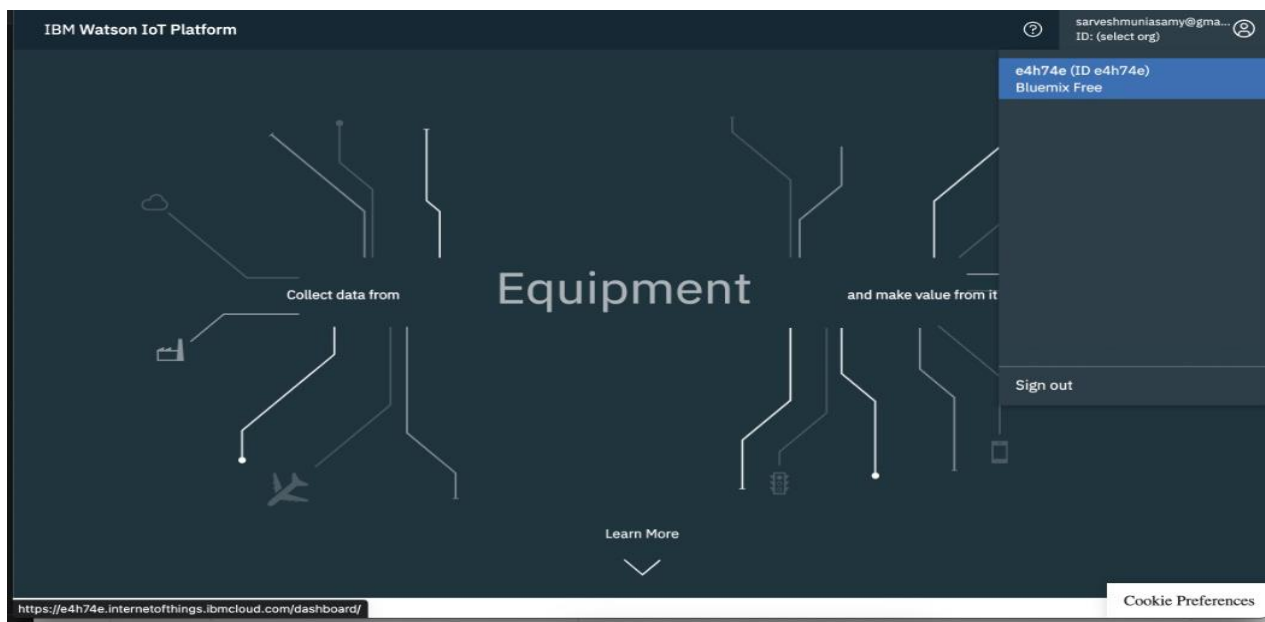 IBM Watson IoT Platform
sarveshmuniasamy@gma...
ID: (select org)
e4h74e (ID e4h74e)
Bluemix Free
Collect data from
Equipment
and make value from it
Sign out
Learn More
https://e4h74e.internetofthings.ibmcloud.com/dashboard/
Cookie Preferences